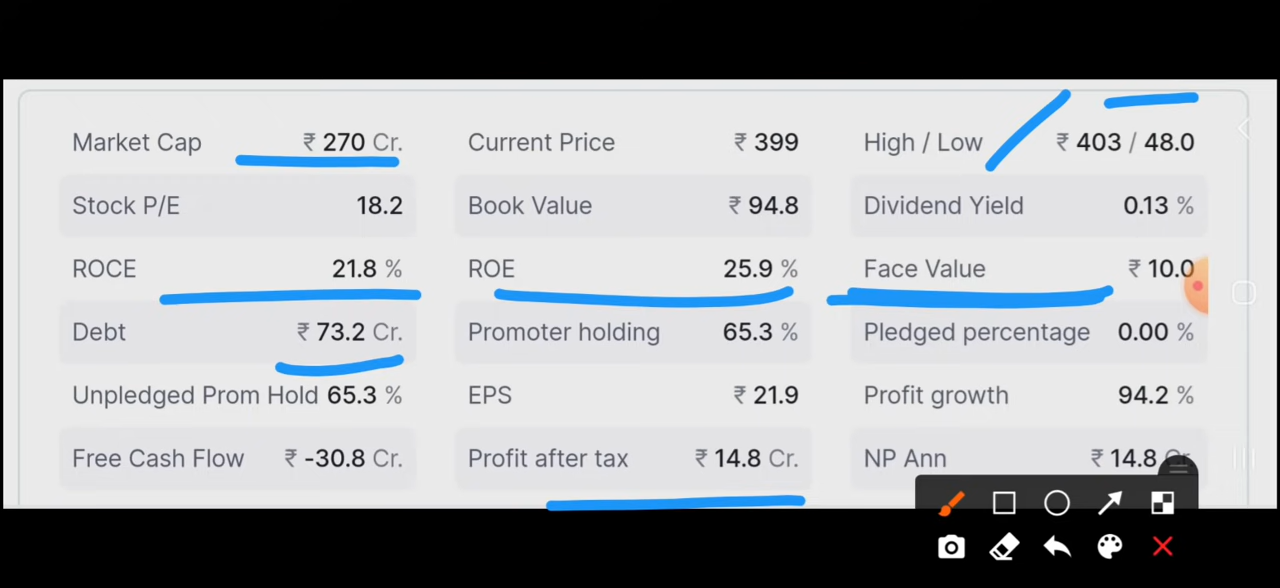 Market Cap ₹ 270 Cr. Current Price ₹ 399 High / Low ₹ 403 / 48.0
Stock P/E 18.2 Book Value ₹ 94.8 Dividend Yield 0.13 %
ROCE 21.8 % ROE 25.9 % Face Value ₹ 10.0
Debt ₹ 73.2 Cr. Promoter holding 65.3 % Pledged percentage 0.00 %
Unpledged Prom Hold 65.3 % EPS ₹ 21.9 Profit growth 94.2 %
Free Cash Flow ₹ -30.8 Cr. Profit after tax ₹ 14.8 Cr. NP Ann ₹ 14.8 Cr.